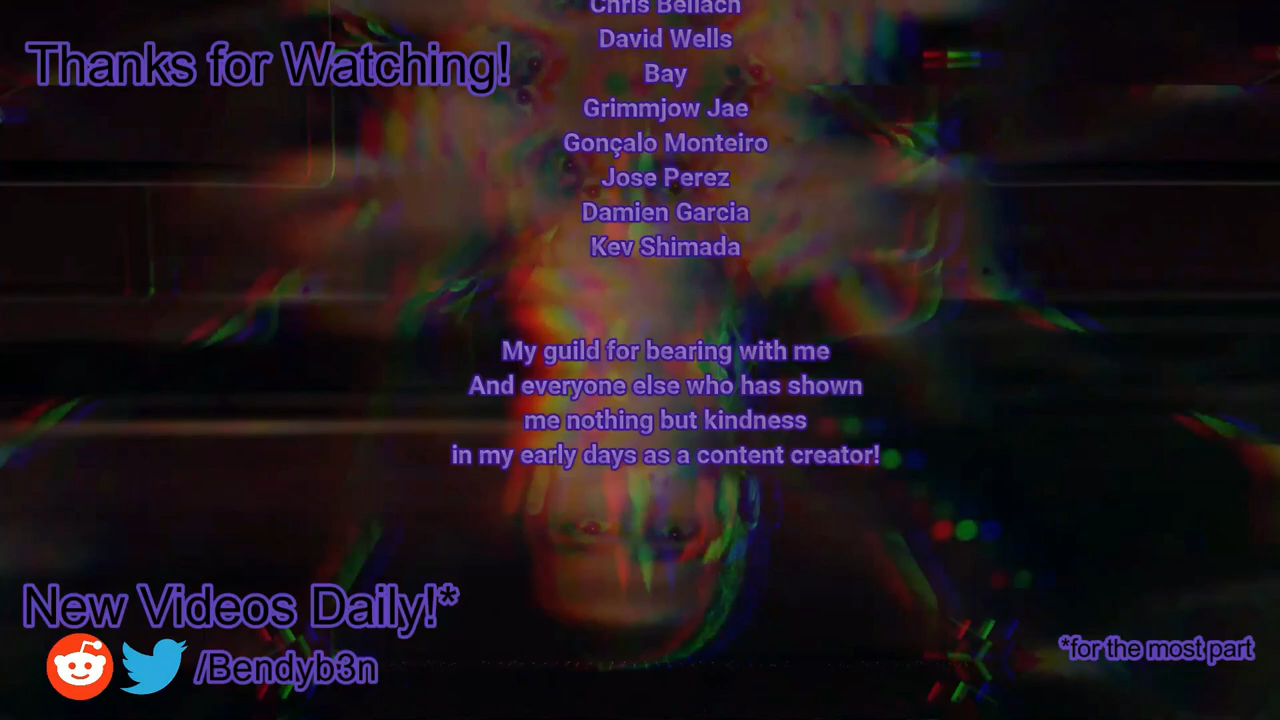 Thanks for Watching!
Chris Bellach
David Wells
Bay
Grimmjow Jae
Gonçalo Monteiro
Jose Perez
Damien Garcia
Kev Shimada
My guild for bearing with me
And everyone else who has shown
me nothing but kindness
in my early days as a content creator!
New Videos Daily!*
/Bendyb3n
*for the most part